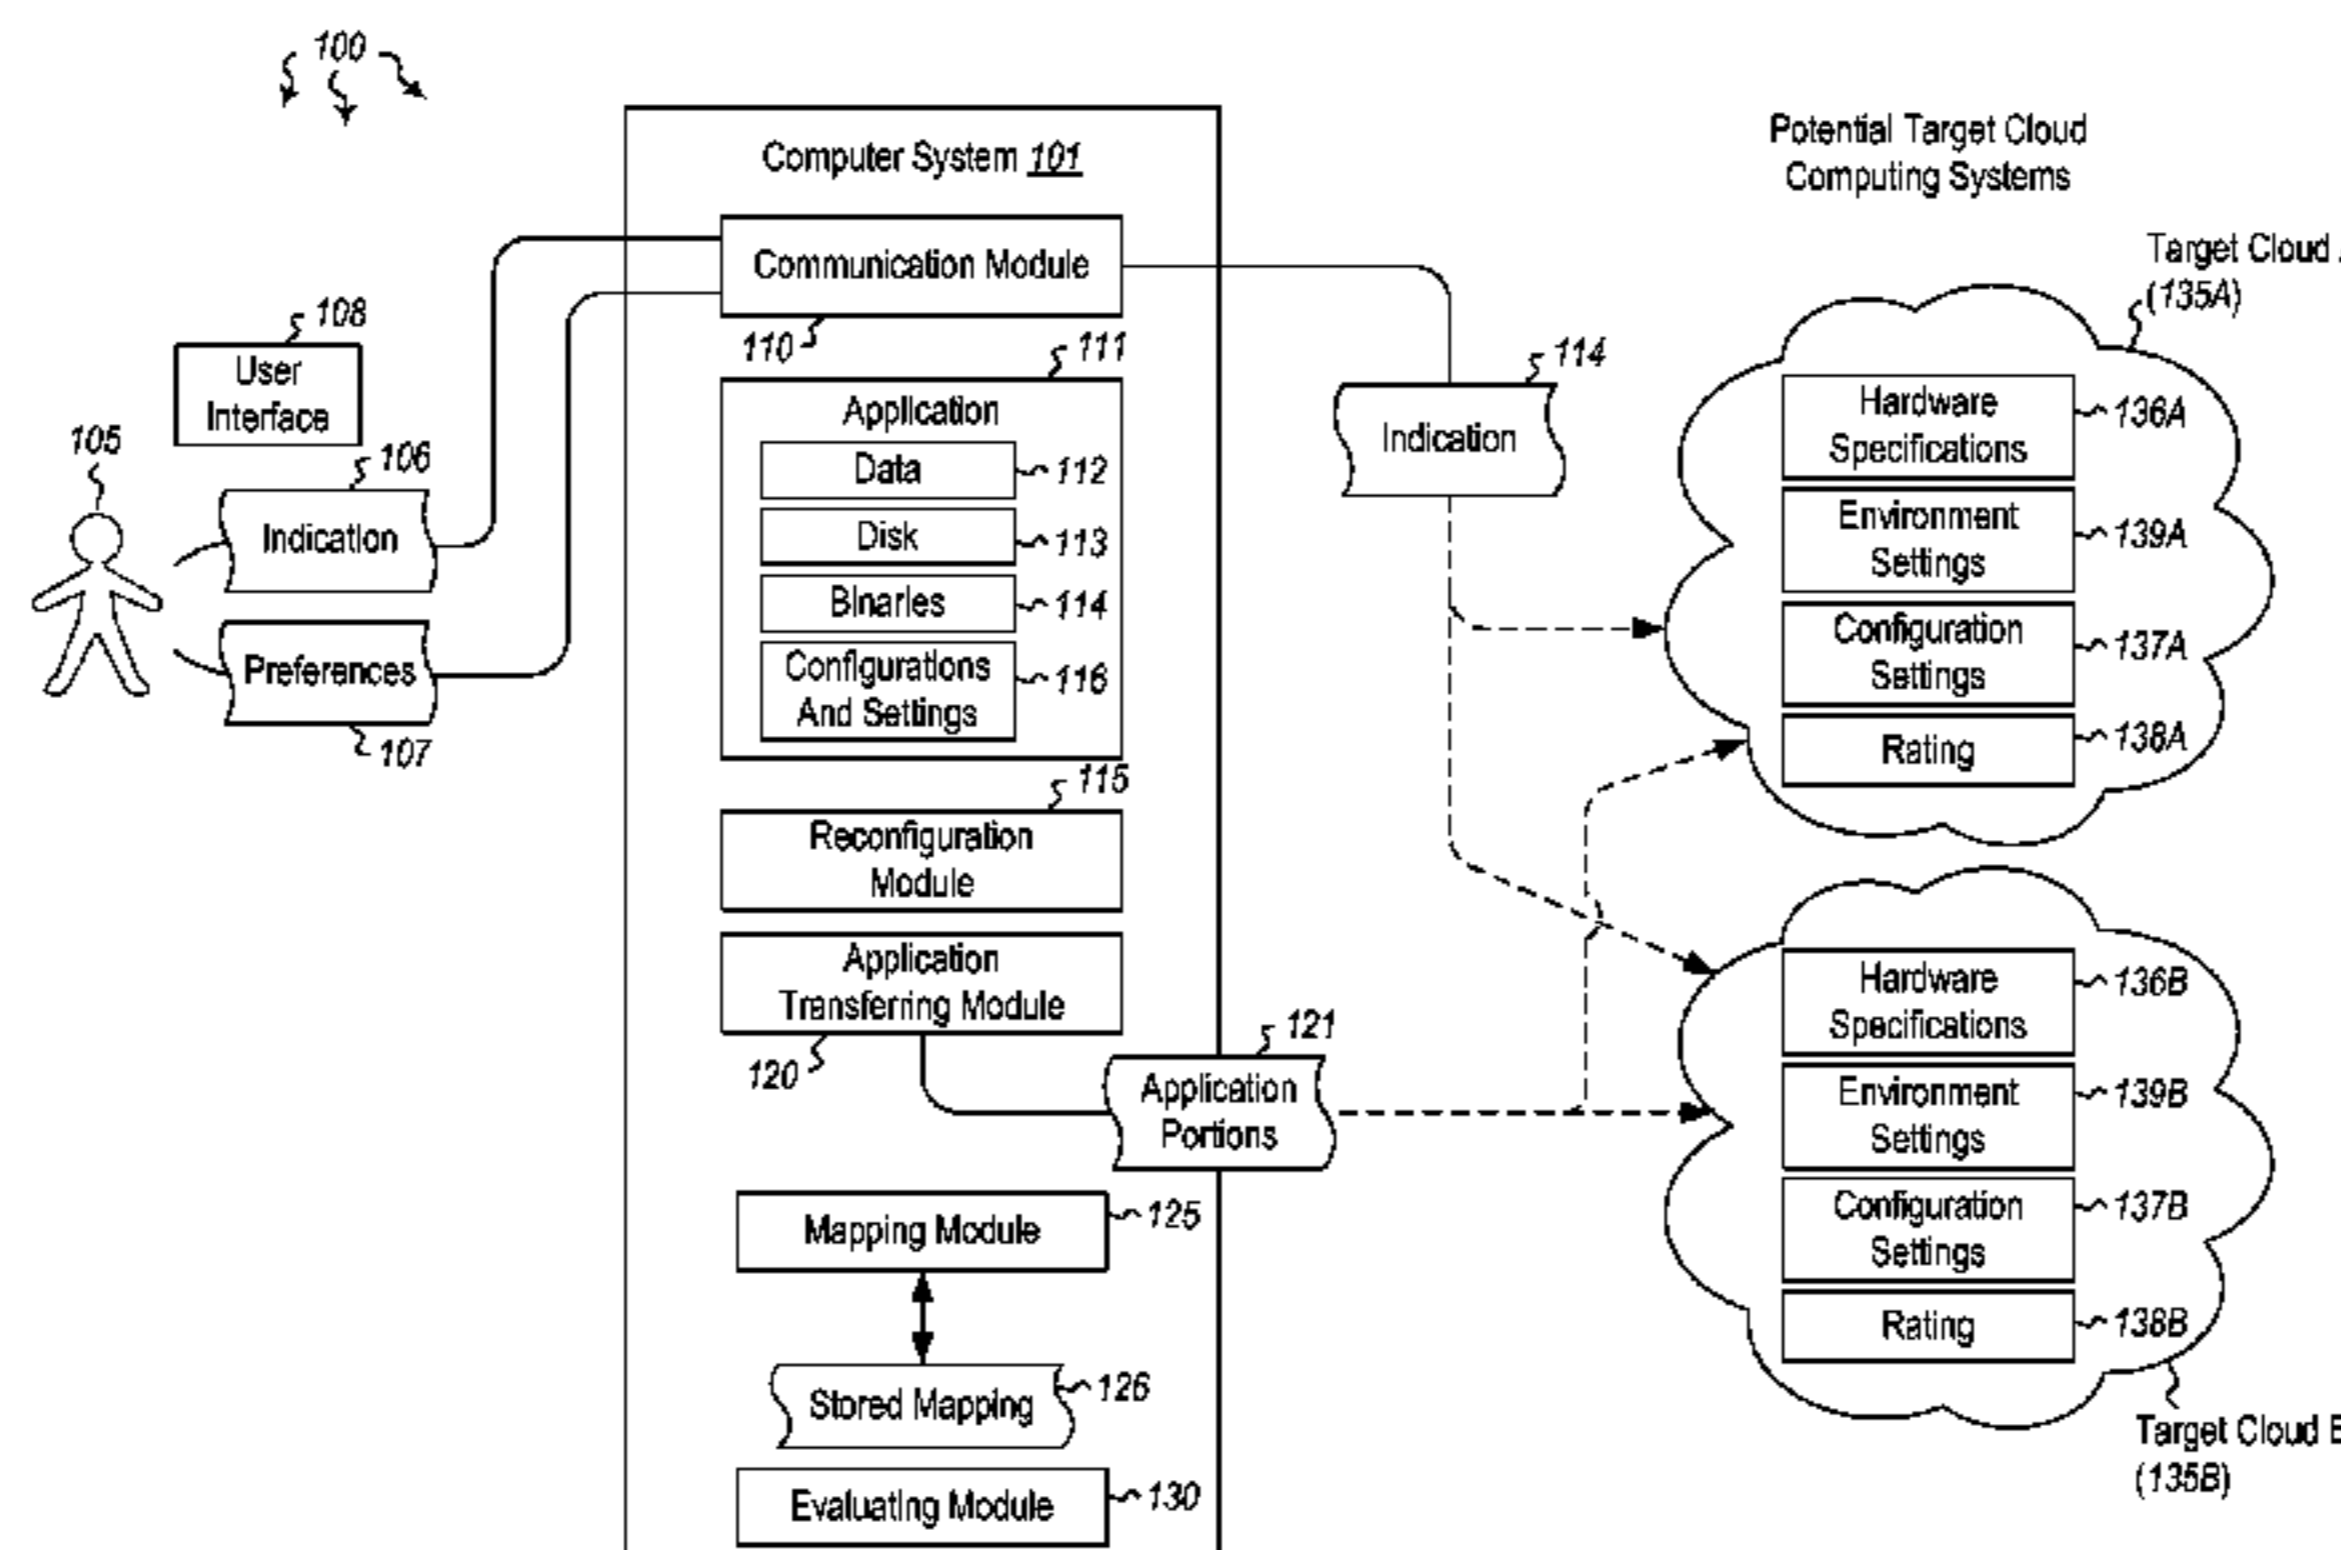 100
Computer System 101
Communication Module
110
108
User
Interface
105
106
Indication
Preferences
107
111
Application
Data
112
Disk
113
Binaries
114
Configurations
And Settings
116
115
Reconfiguration
Module
Application
Transferring Module
120
121
Application
Portions
Mapping Module
125
Stored Mapping
126
Evaluating Module
130
114
Indication
Potential Target Cloud
Computing Systems
Target Cloud
(135A)
Hardware
Specifications
136A
Environment
Settings
139A
Configuration
Settings
137A
Rating
138A
Hardware
Specifications
136B
Environment
Settings
139B
Configuration
Settings
137B
Rating
138B
Target Cloud
(135B)